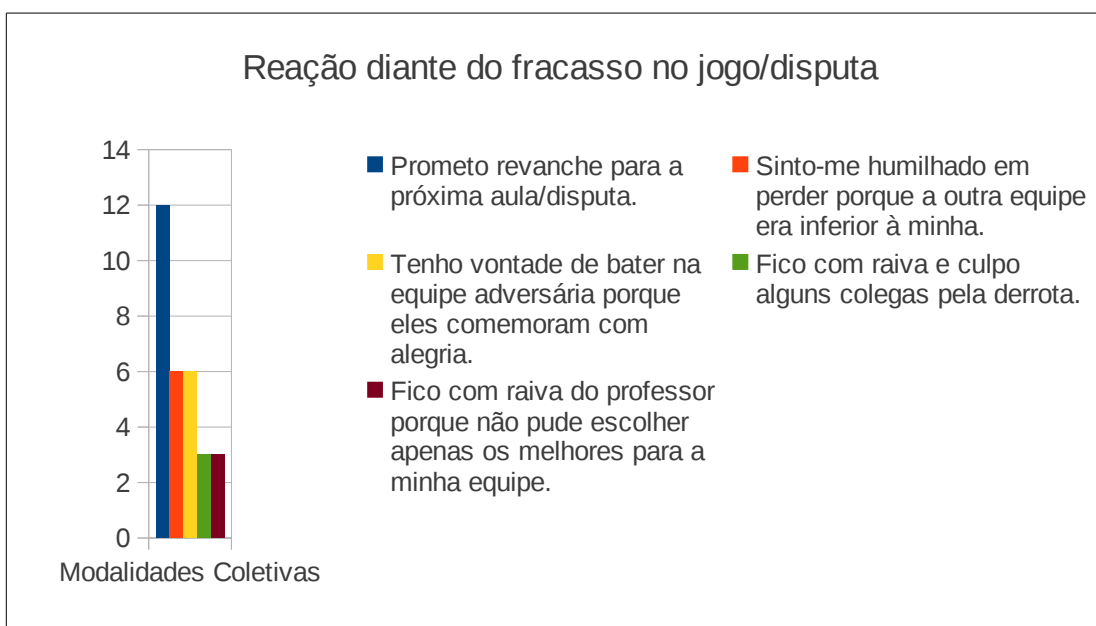 Reação diante do fracasso no jogo/disputa
14
12
10
8
6
4
2
0
Modalidades Coletivas
Prometo revanche para a
próxima aula/disputa.
Sinto-me humilhado em
perder porque a outra equipe
era inferior à minha.
Tenho vontade de bater na
equipe adversária porque
eles comemoram com
alegria.
Fico com raiva e culpo
alguns colegas pela derrota.
Fico com raiva do professor
porque não pude escolher
apenas os melhores para a
minha equipe.